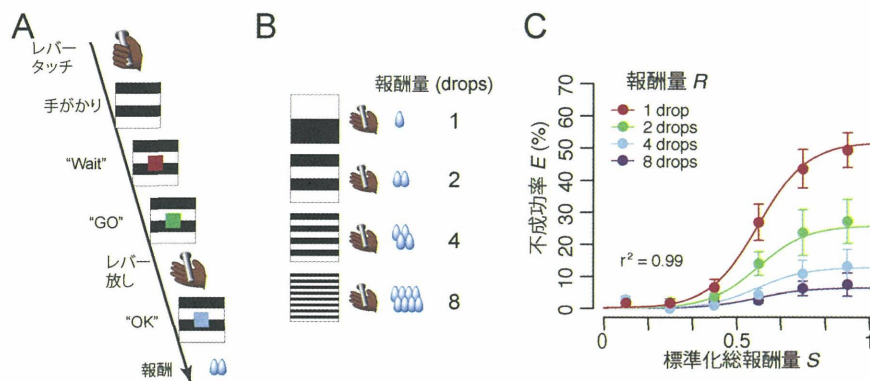 A
レバー
タッチ
手がかり
“Wait”
“GO”
レバー
放し
“OK”
報酬
B
報酬量 (drops)
1
2
4
8
C
不成功率 E (%)
70
60
50
40
30
20
10
0
報酬量 R
1 drop
2 drops
4 drops
8 drops
r² = 0.99
0
0.5
1
標準化総報酬量 S